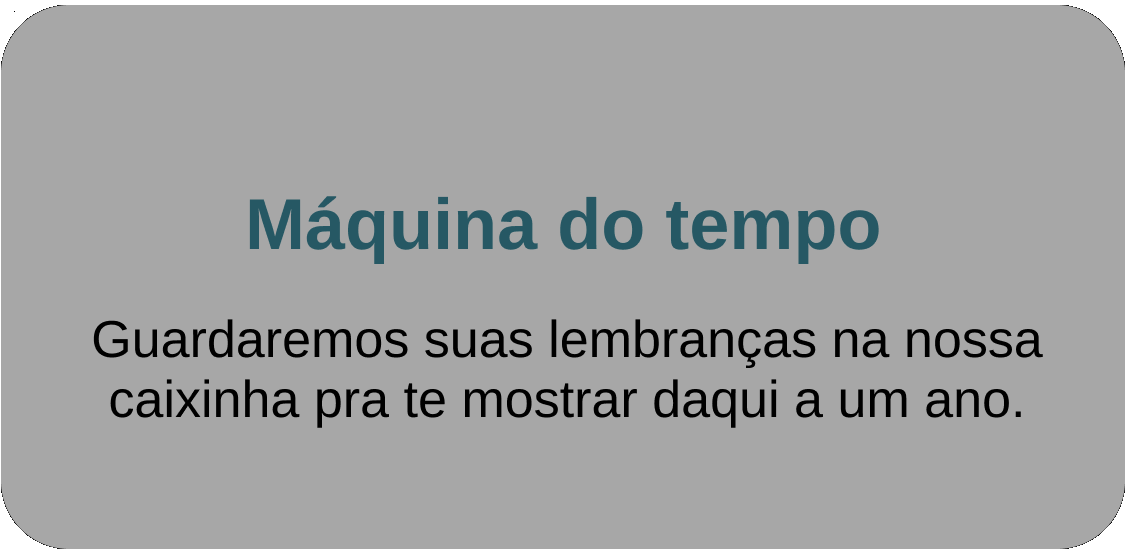 Máquina do tempo
Guardaremos suas lembranças na nossa
caixinha pra te mostrar daqui a um ano.